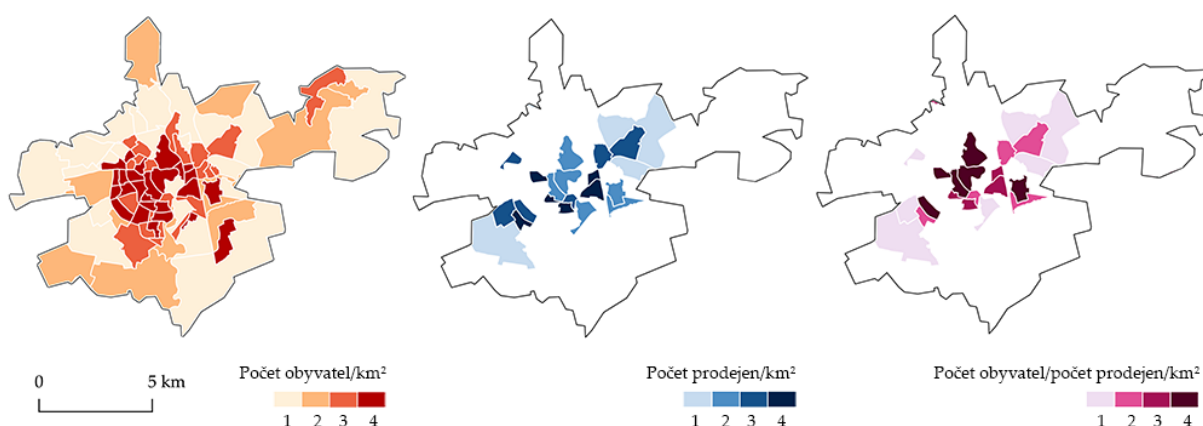 0 5 km
Počet obyvatel/km²
1 2 3 4
Počet prodejen/km²
1 2 3 4
Počet obyvatel/počet prodejen/km²
1 2 3 4